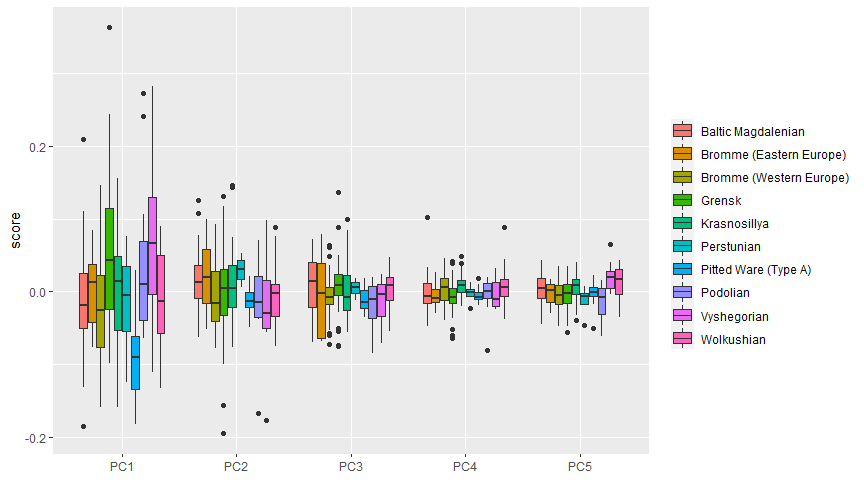 score
0.2
0.0
-0.2
PC1
PC2
PC3
PC4
PC5
Baltic Magdalenian
Bromme (Eastern Europe)
Bromme (Western Europe)
Grensk
Krasnosillya
Perstunian
Pitted Ware (Type A)
Podolian
Vyshegorian
Wolkushian